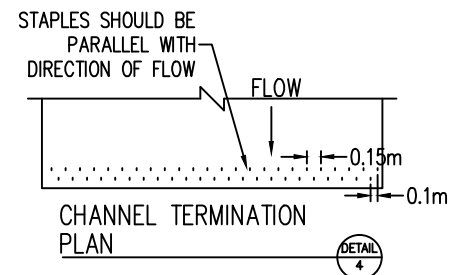 STAPLES SHOULD BE
PARALLEL WITH
DIRECTION OF FLOW
FLOW
0.15m
0.1m
CHANNEL TERMINATION
PLAN
DETAIL
4